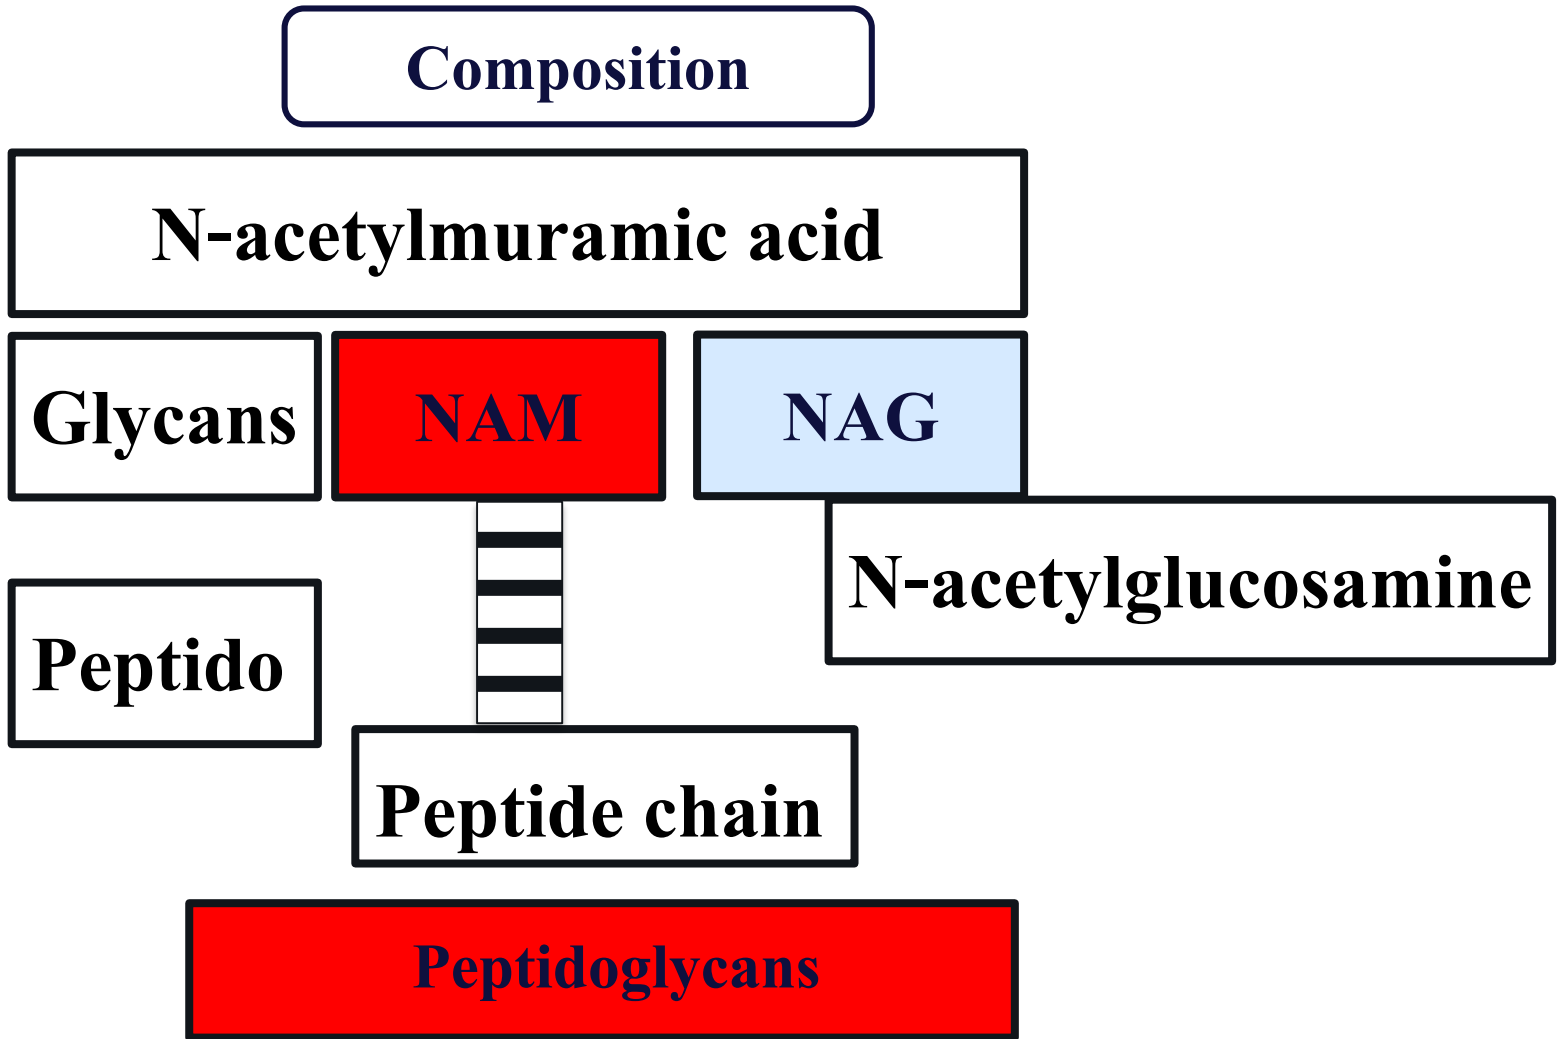 Composition
N-acetylmuramic acid
Glycans
NAM
NAG
N-acetylglucosamine
Peptido
Peptide chain
Peptidoglycans